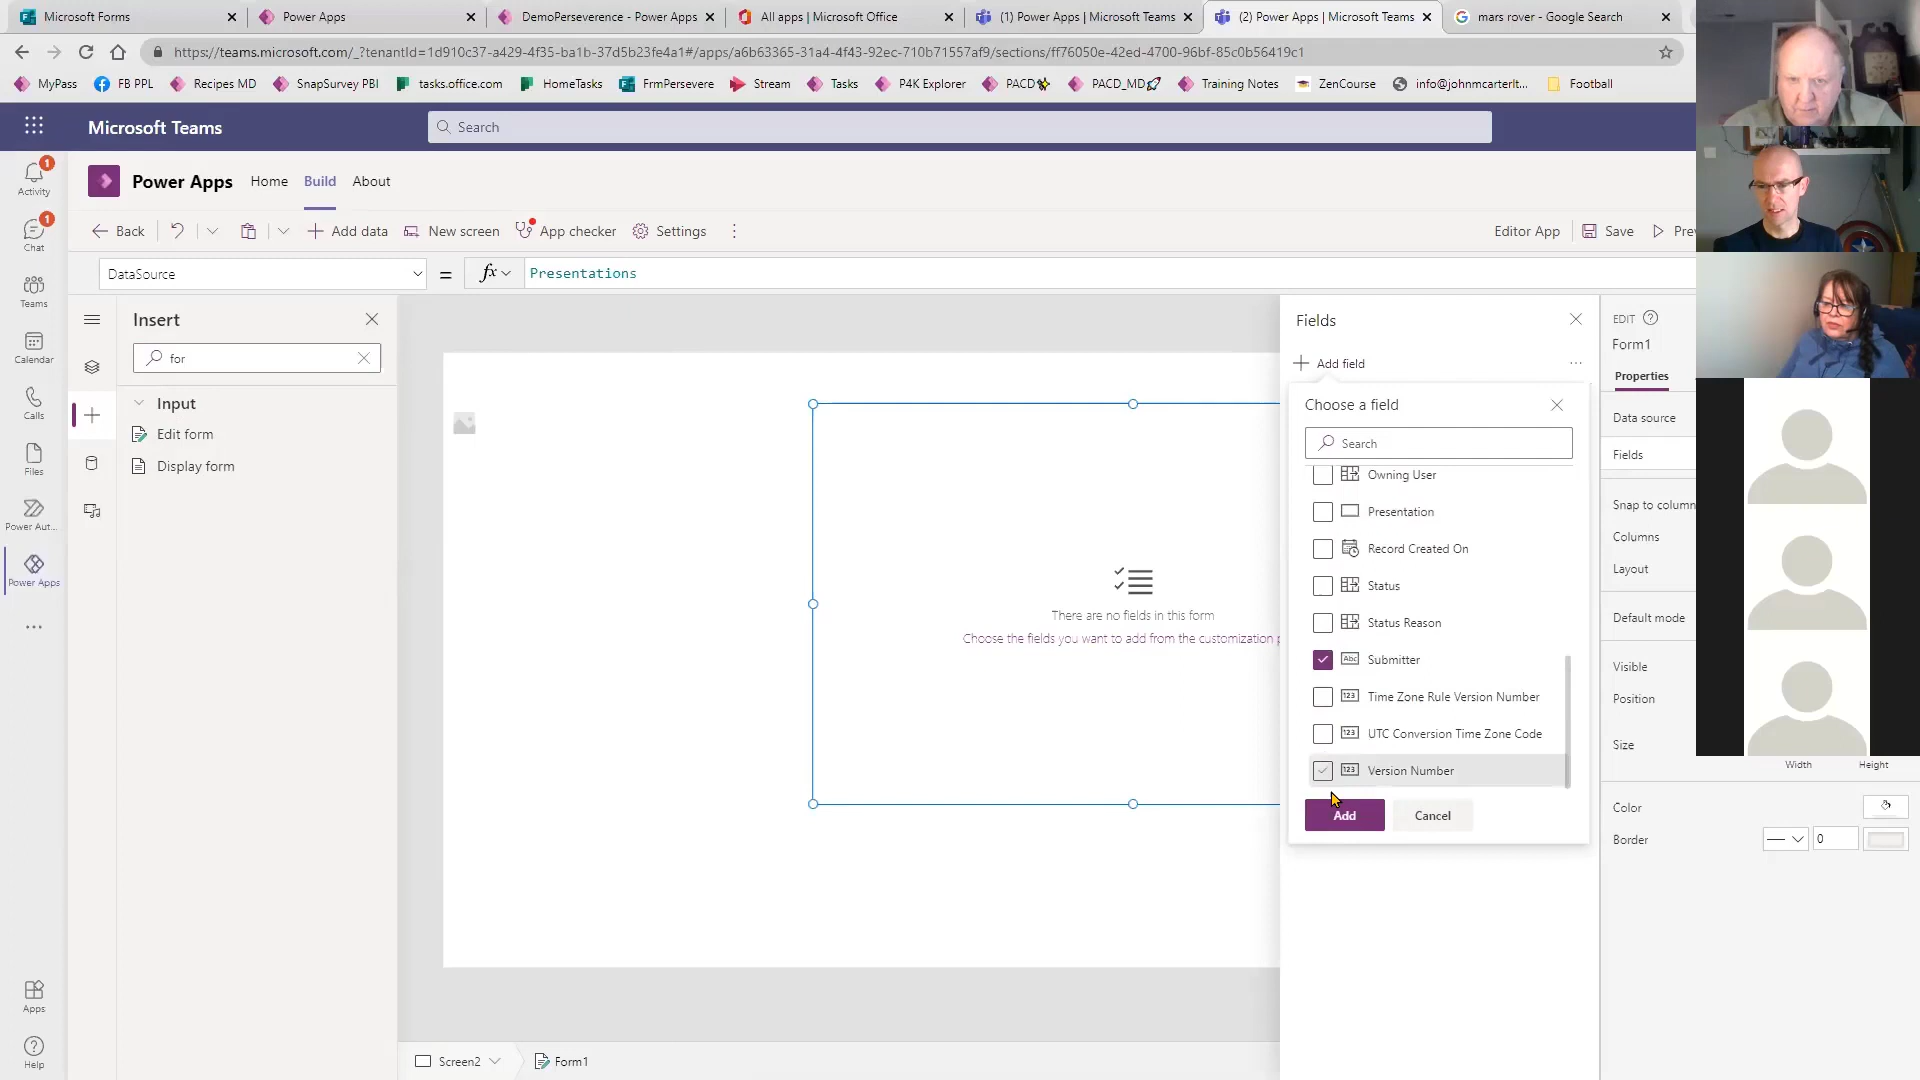 Microsoft Forms
Power Apps
DemoPerseverence - Power Apps
All apps | Microsoft Office
(1) Power Apps | Microsoft Teams
(2) Power Apps | Microsoft Teams
mars rover - Google Search
https://teams.microsoft.com/_?tenantId=1d910c37-a429-4f35-ba1b-37d5b23fe4a1#/apps/a6b63365-31a4-4f43-92ec-710b71557af9/sections/ff76050e-42ed-4700-96bf-85c0b56419c1
MyPass
FB PPL
Recipes MD
SnapSurvey PBI
tasks.office.com
HomeTasks
FrmPersevere
Stream
Tasks
P4K Explorer
PACD
PACD_MD
Training Notes
ZenCourse
info@johnmcarterlt...
Football
Microsoft Teams
Search
Activity
1
Chat
1
Teams
Calendar
Calls
Files
Power Aut...
Power Apps
Apps
Help
Power Apps
Home
Build
About
Back
Add data
New screen
App checker
Settings
Editor App
Save
Pre
DataSource
=
fx
Presentations
Insert
for
Input
Edit form
Display form
There are no fields in this form
Choose the fields you want to add from the customization p
Screen2
Form1
Fields
Add field
Choose a field
Search
Owning User
Presentation
Record Created On
Status
Status Reason
Abc Submitter
123 Time Zone Rule Version Number
123 UTC Conversion Time Zone Code
123 Version Number
Add
Cancel
EDIT
Form1
Properties
Data source
Fields
Snap to column
Columns
Layout
Default mode
Visible
Position
Size
Width
Height
Color
Border
0